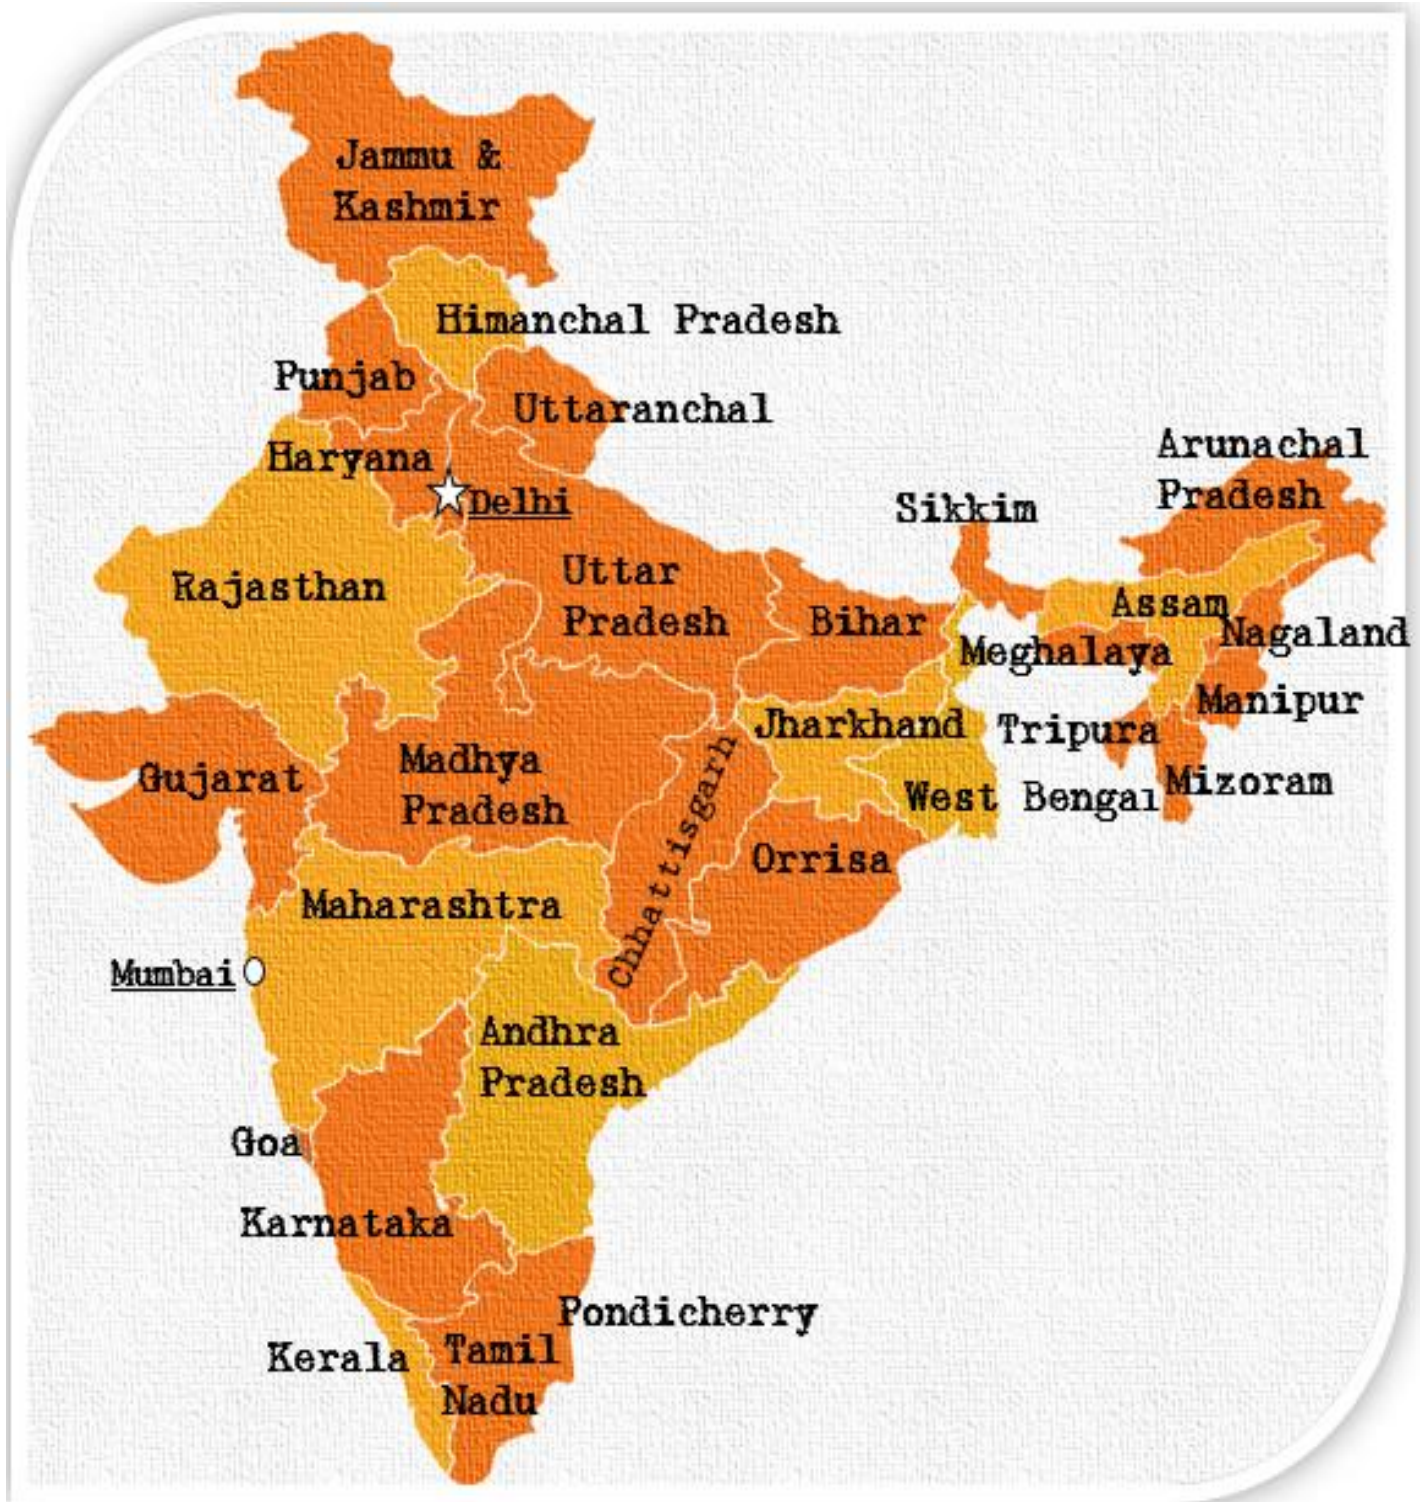 Jammu &
Kashmir
Himanchal Pradesh
Punjab
Uttaranchal
Haryana
Delhi
Arunachal
Pradesh
Sikkim
Rajasthan
Uttar
Pradesh
Bihar
Assam
Nagaland
Meghalaya
Manipur
Jharkhand
Tripura
Gujarat
Madhya
Pradesh
Chhattisgarh
West Bengal
Mizoram
Orrisa
Maharashtra
Mumbai
Andhra
Pradesh
Goa
Karnataka
Pondicherry
Kerala
Tamil
Nadu